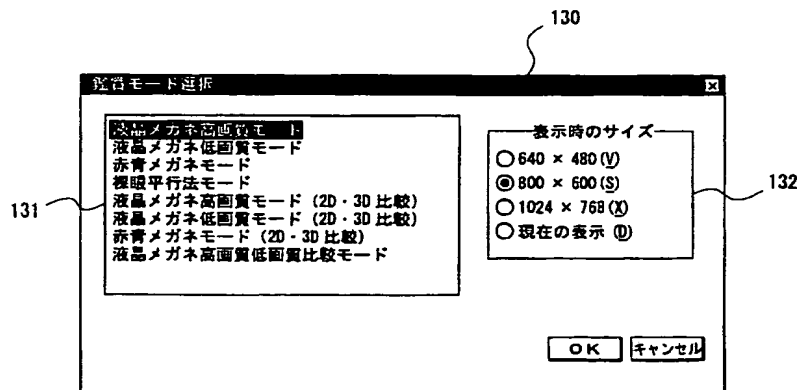 130
鑑賞モード選択
液晶メガネ高画質モード
液晶メガネ低画質モード
赤青メガネモード
裸眼平行法モード
液晶メガネ高画質モード (2D・3D 比較)
液晶メガネ低画質モード (2D・3D 比較)
赤青メガネモード (2D・3D 比較)
液晶メガネ高画質低画質比較モード
131
表示時のサイズ
640 × 480(V)
800 × 600(S)
1024 × 768(X)
現在の表示 (D)
132
OK
キャンセル